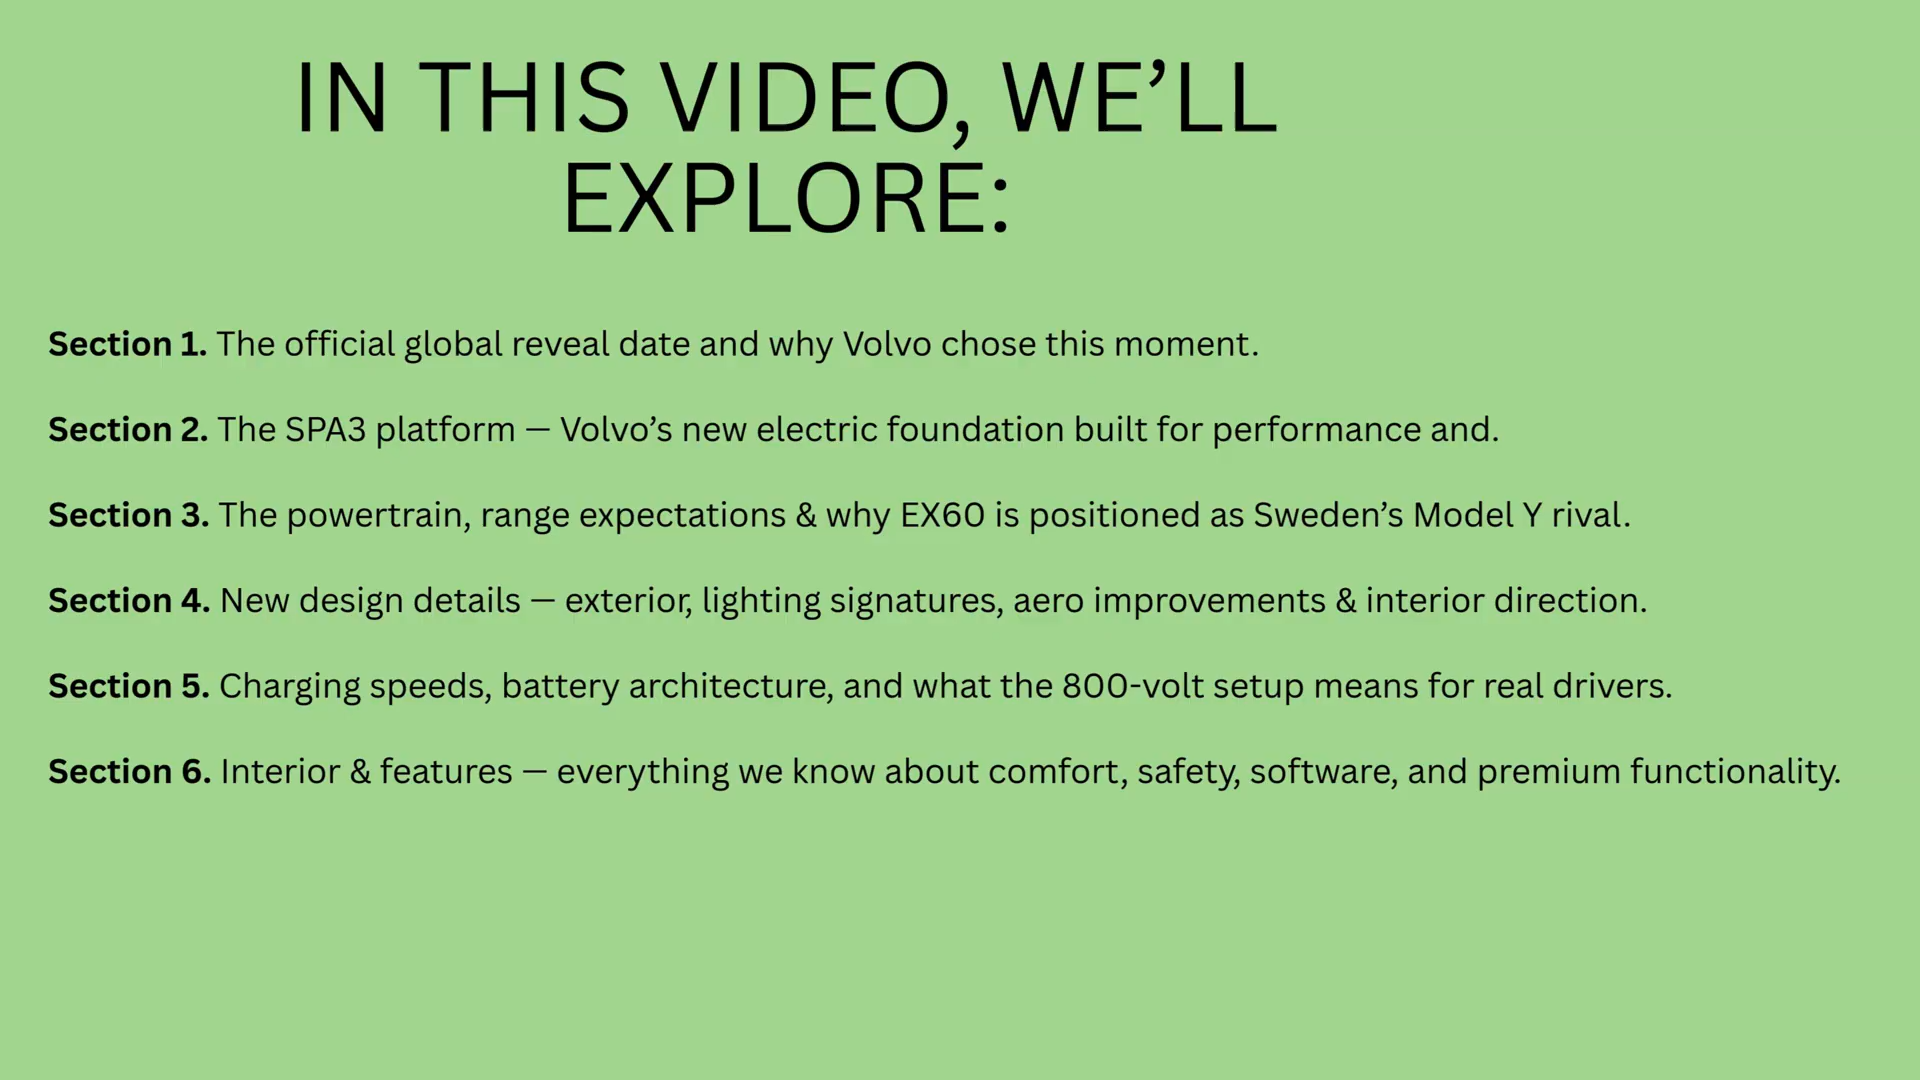 IN THIS VIDEO, WE’LL
EXPLORE:
Section 1. The official global reveal date and why Volvo chose this moment.
Section 2. The SPA3 platform — Volvo’s new electric foundation built for performance and.
Section 3. The powertrain, range expectations & why EX60 is positioned as Sweden’s Model Y rival.
Section 4. New design details — exterior, lighting signatures, aero improvements & interior direction.
Section 5. Charging speeds, battery architecture, and what the 800-volt setup means for real drivers.
Section 6. Interior & features — everything we know about comfort, safety, software, and premium functionality.